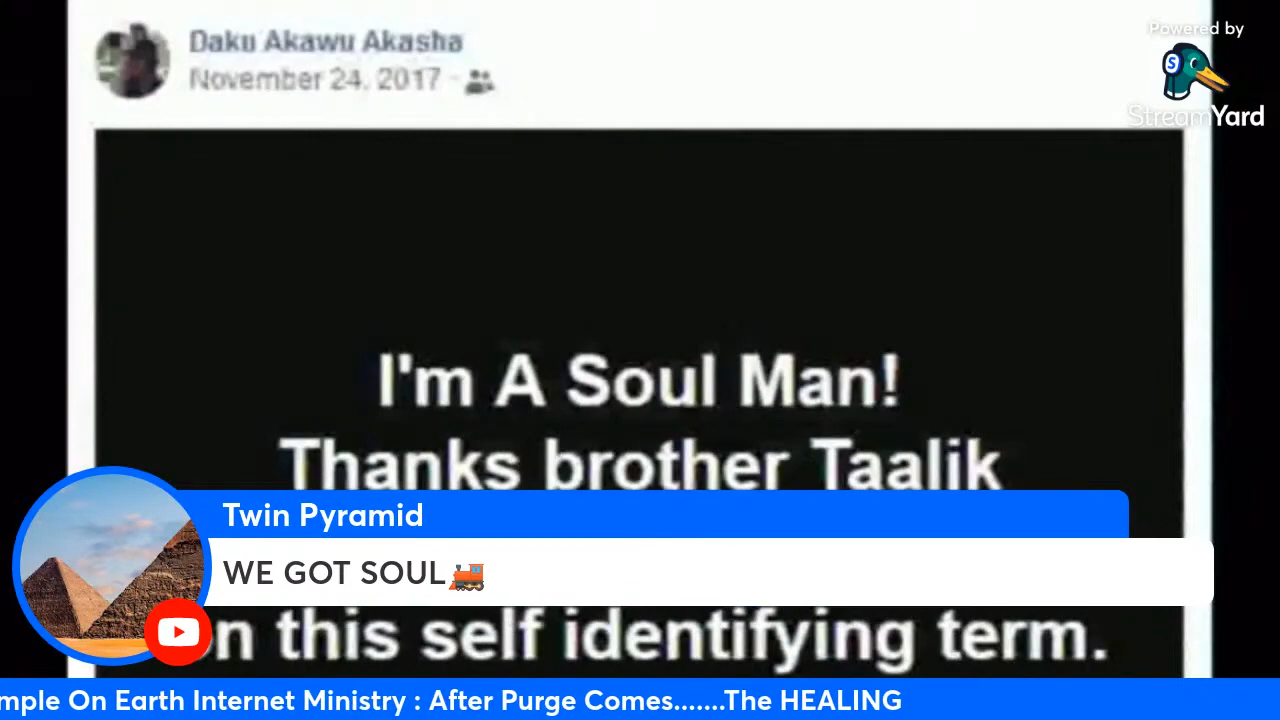 Daku Akawu Akasha
November 24, 2017
Powered by
StreamYard
I'm A Soul Man!
Thanks brother Taalik
Twin Pyramid
WE GOT SOUL🚂
n this self identifying term.
mple On Earth Internet Ministry : After Purge Comes.......The HEALING